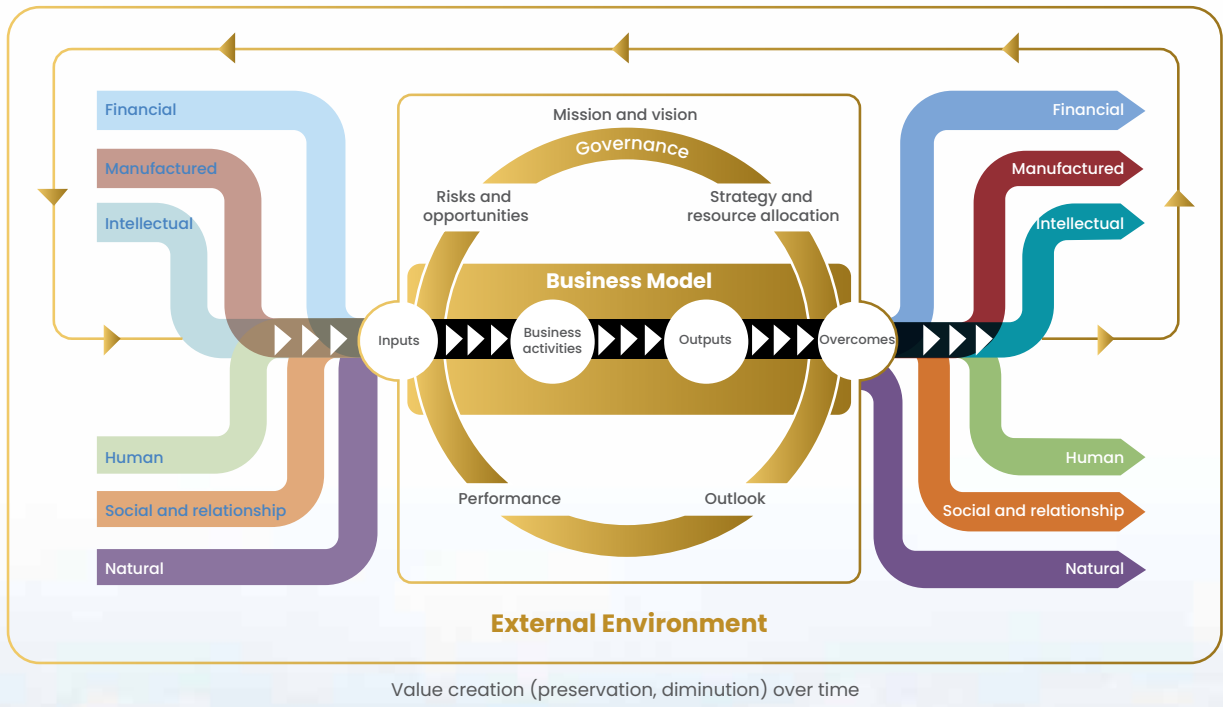 Financial
Manufactured
Intellectual
Human
Social and relationship
Natural
Mission and vision
Governance
Risks and
opportunities
Strategy and
resource allocation
Business Model
Inputs
Business
activities
Outputs
Overcomes
Performance
Outlook
Financial
Manufactured
Intellectual
Human
Social and relationship
Natural
External Environment
Value creation (preservation, diminution) over time